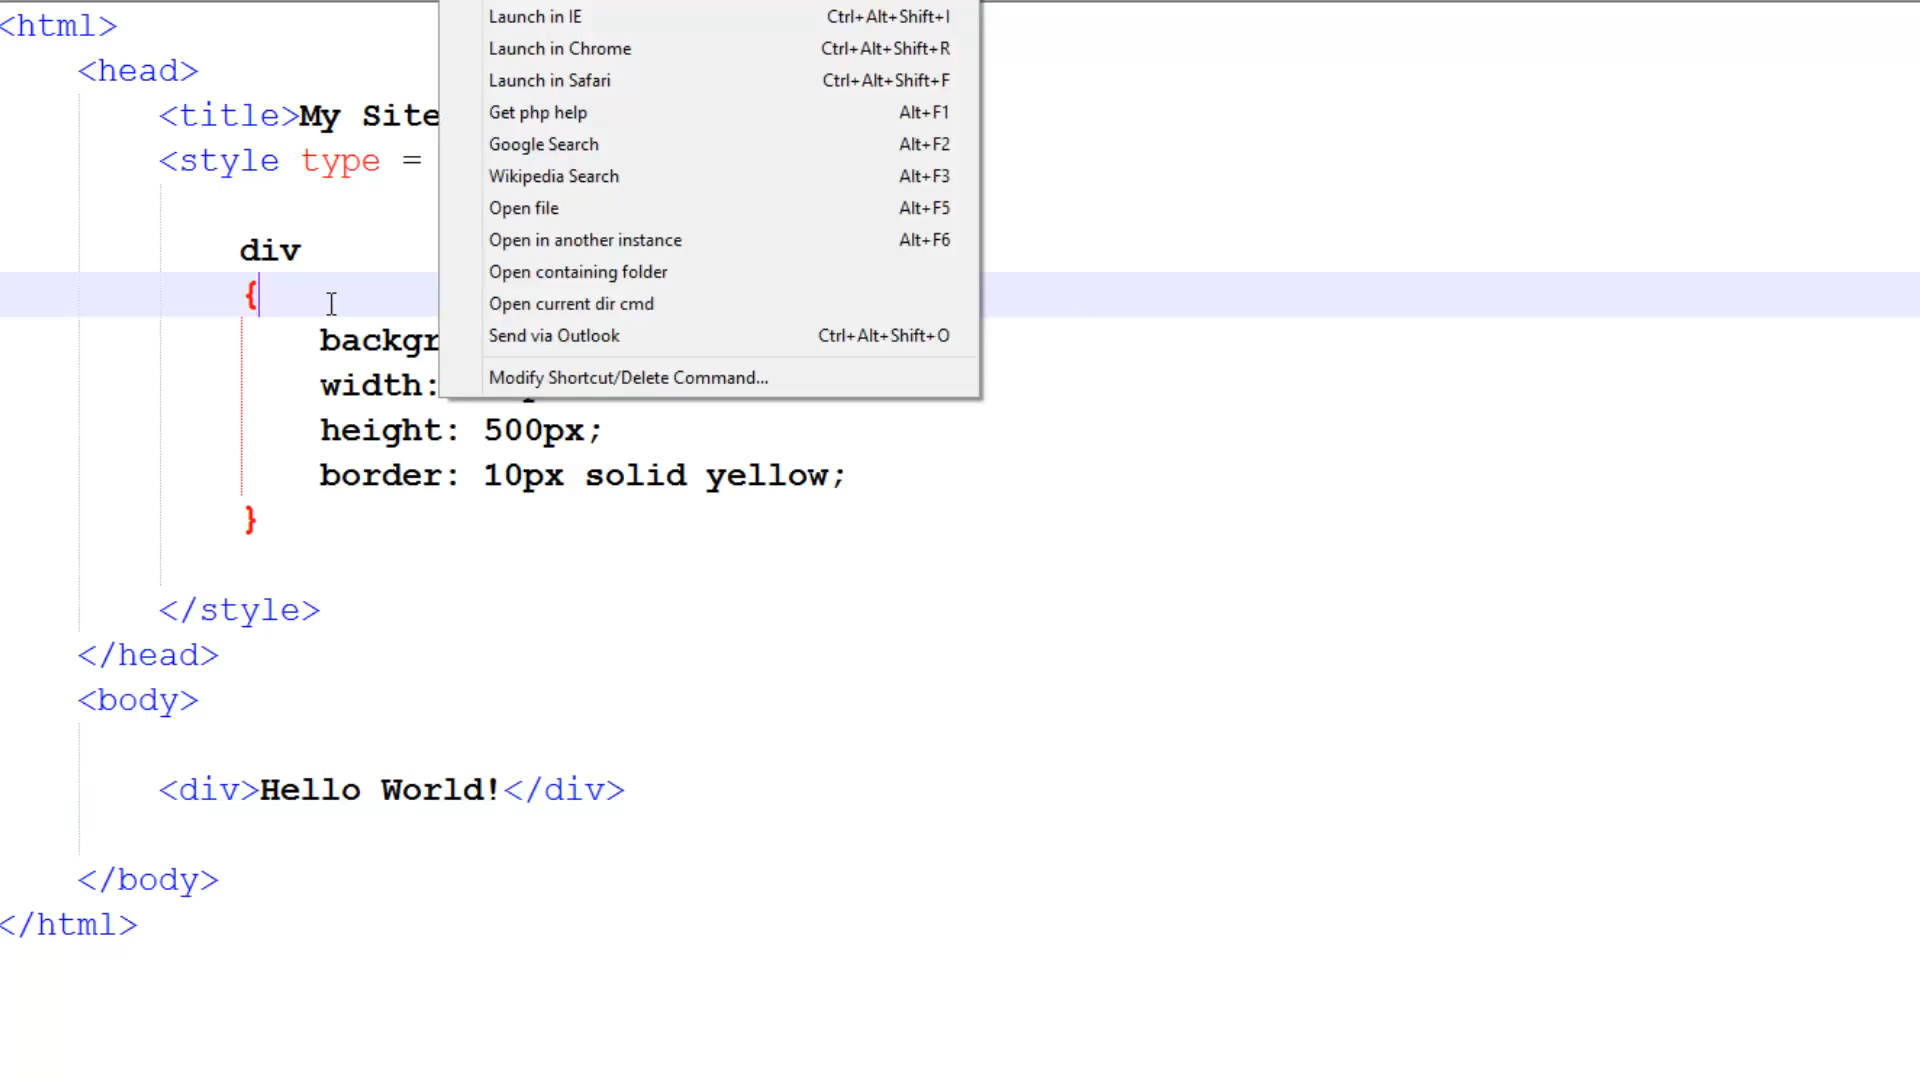 <html>
<head>
<title>My Site
<style type =
div
{
backgr
width:
height: 500px;
border: 10px solid yellow;
}
</style>
</head>
<body>
<div>Hello World!</div>
</body>
</html>
Launch in IE Ctrl+Alt+Shift+I
Launch in Chrome Ctrl+Alt+Shift+R
Launch in Safari Ctrl+Alt+Shift+F
Get php help Alt+F1
Google Search Alt+F2
Wikipedia Search Alt+F3
Open file Alt+F5
Open in another instance Alt+F6
Open containing folder
Open current dir cmd
Send via Outlook Ctrl+Alt+Shift+O
Modify Shortcut/Delete Command...